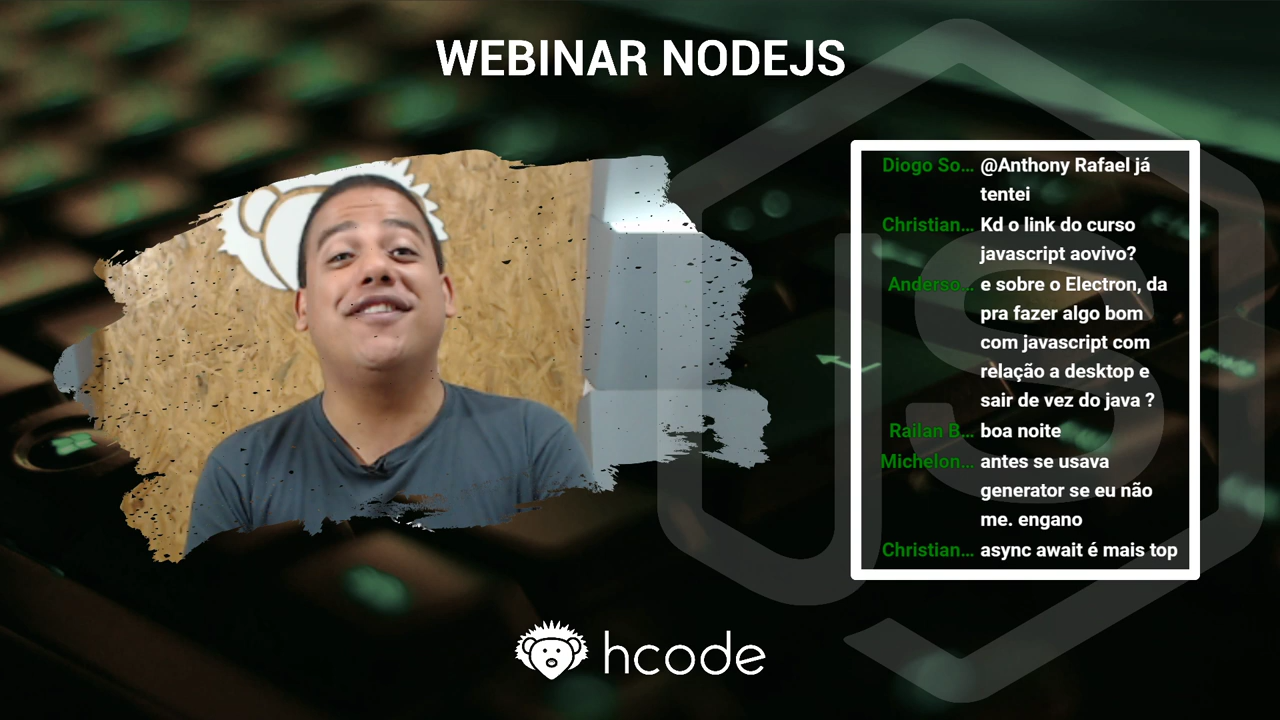 WEBINAR NODEJS
Diogo So... @Anthony Rafael já
tentei
Christian... Kd o link do curso
javascript aovivo?
Anderso... e sobre o Electron, da
pra fazer algo bom
com javascript com
relação a desktop e
sair de vez do java ?
Railan B... boa noite
Michelon... antes se usava
generator se eu não
me. engano
Christian... async await é mais top
JS
hcode